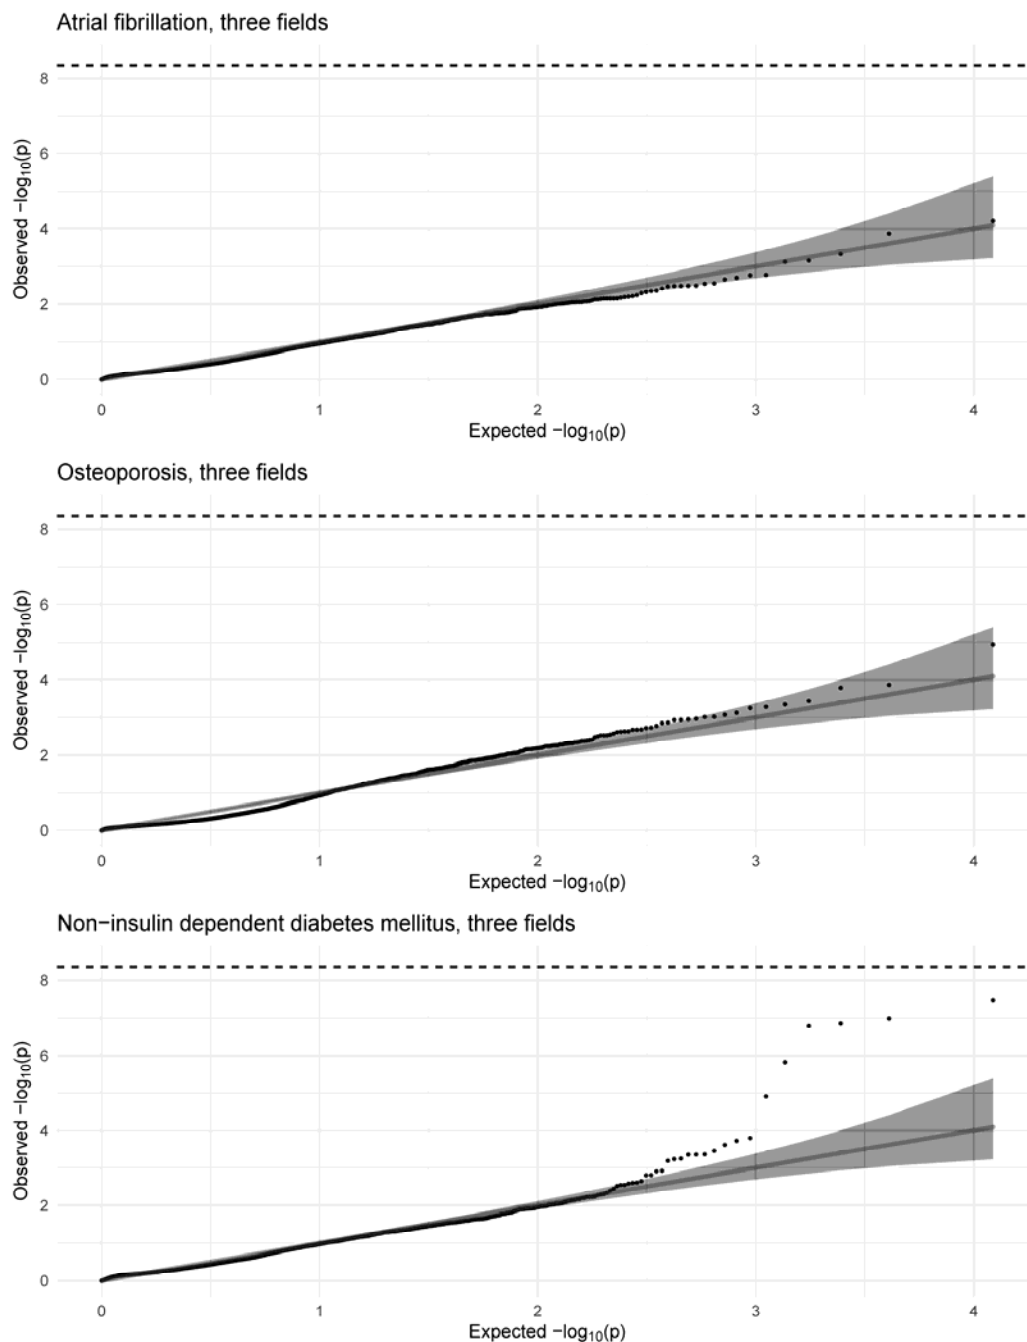 Atrial fibrillation, three fields
8
6
4
2
0
Observed −log₁₀(p)
0 1 2 3 4
Expected −log₁₀(p)
Osteoporosis, three fields
8
6
4
2
0
Observed −log₁₀(p)
0 1 2 3 4
Expected −log₁₀(p)
Non−insulin dependent diabetes mellitus, three fields
8
6
4
2
0
Observed −log₁₀(p)
0 1 2 3 4
Expected −log₁₀(p)